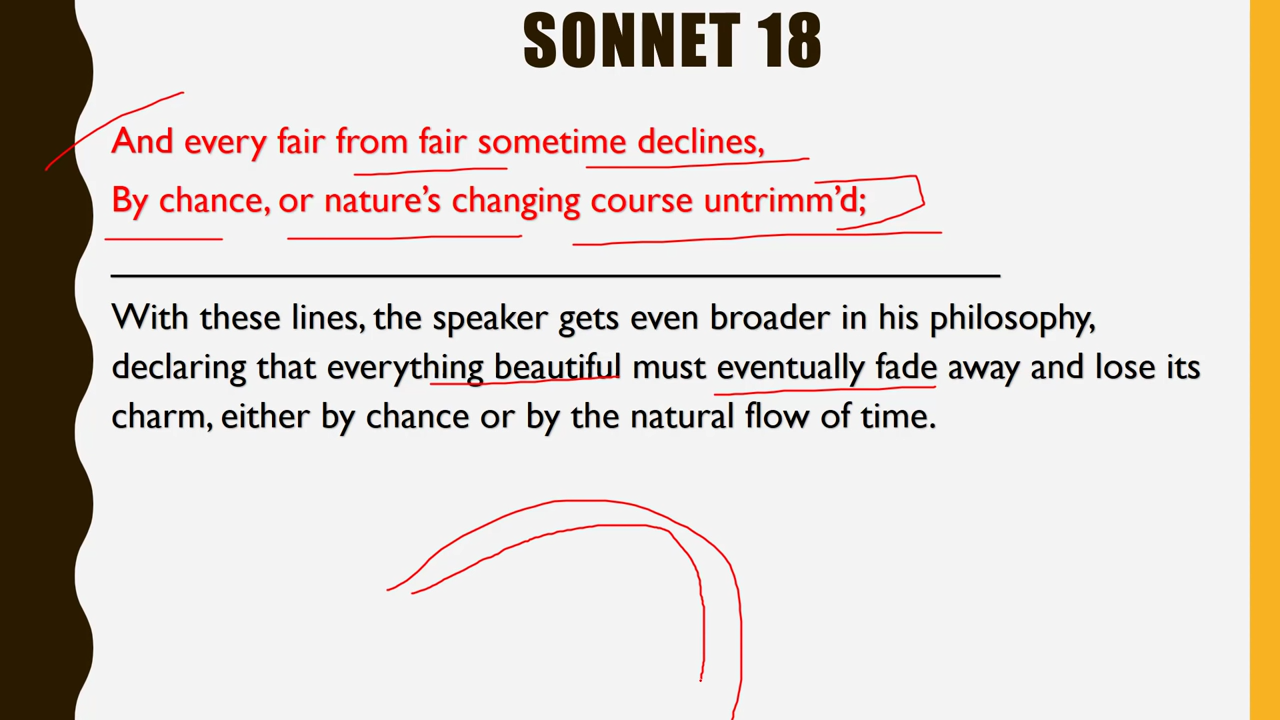 SONNET 18
And every fair from fair sometime declines,
By chance, or nature’s changing course untrimm’d;
With these lines, the speaker gets even broader in his philosophy,
declaring that everything beautiful must eventually fade away and lose its
charm, either by chance or by the natural flow of time.